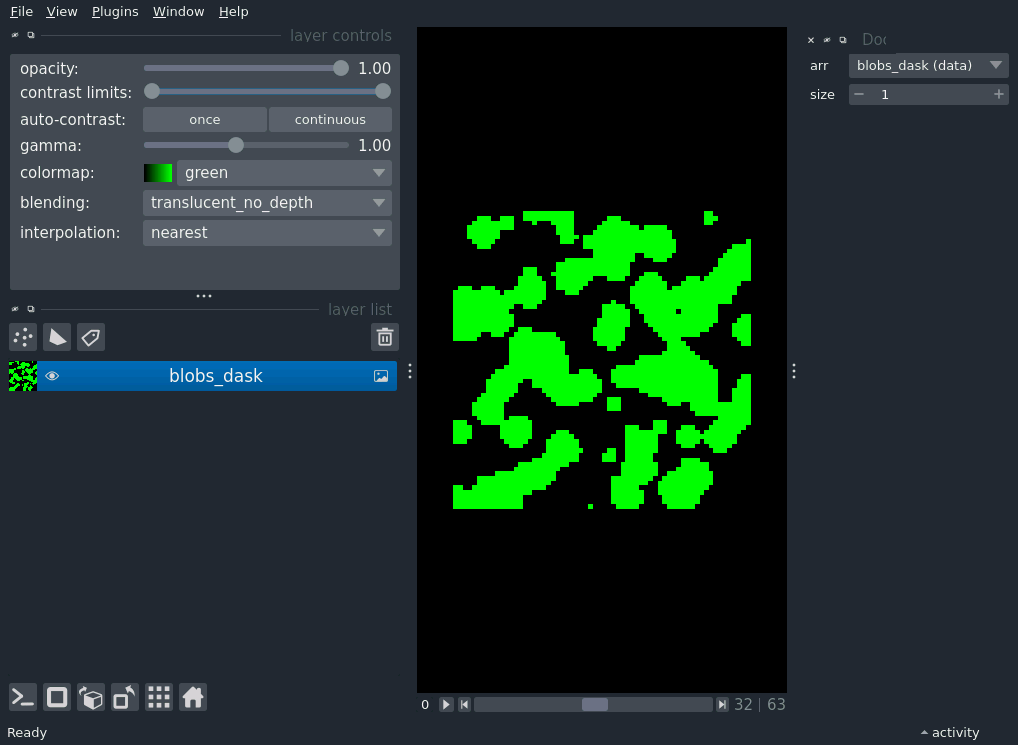 File View Plugins Window Help
layer controls
opacity: 1.00
contrast limits:
auto-contrast: once continuous
gamma: 1.00
colormap: green
blending: translucent_no_depth
interpolation: nearest
layer list
blobs_dask
arr blobs_dask (data)
size 1
0 32 | 63
Ready
activity